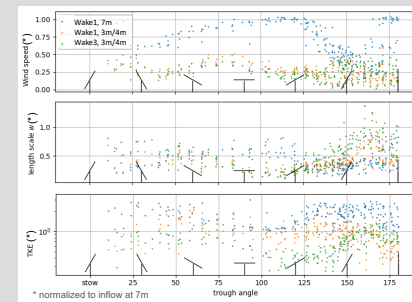 Wake1, 7m
Wake1, 3m/4m
Wake3, 3m/4m
Wind speed (*)
1.00
0.75
0.50
0.25
0.00
length scale w (*)
1.0
0.5
TKE (*)
10⁰
stow 25 50 75 100 125 150 175
trough angle
* normalized to inflow at 7m